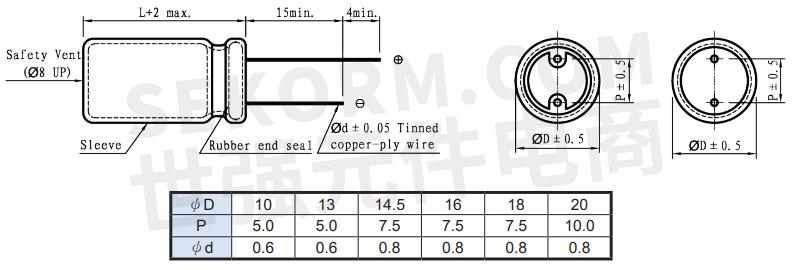 L+2 max.
15min.
4min.
Safety Vent
(Ø8 UP)
⊕
⊖
Ød±0.05 Tinned
copper-ply wire
Sleeve
Rubber end seal
P±0.5
ØD±0.5
P±0.5
ØD±0.5
SEKORM.COM
世强元件电商
ψD 10 13 14.5 16 18 20
P 5.0 5.0 7.5 7.5 7.5 10.0
ψd 0.6 0.6 0.8 0.8 0.8 0.8